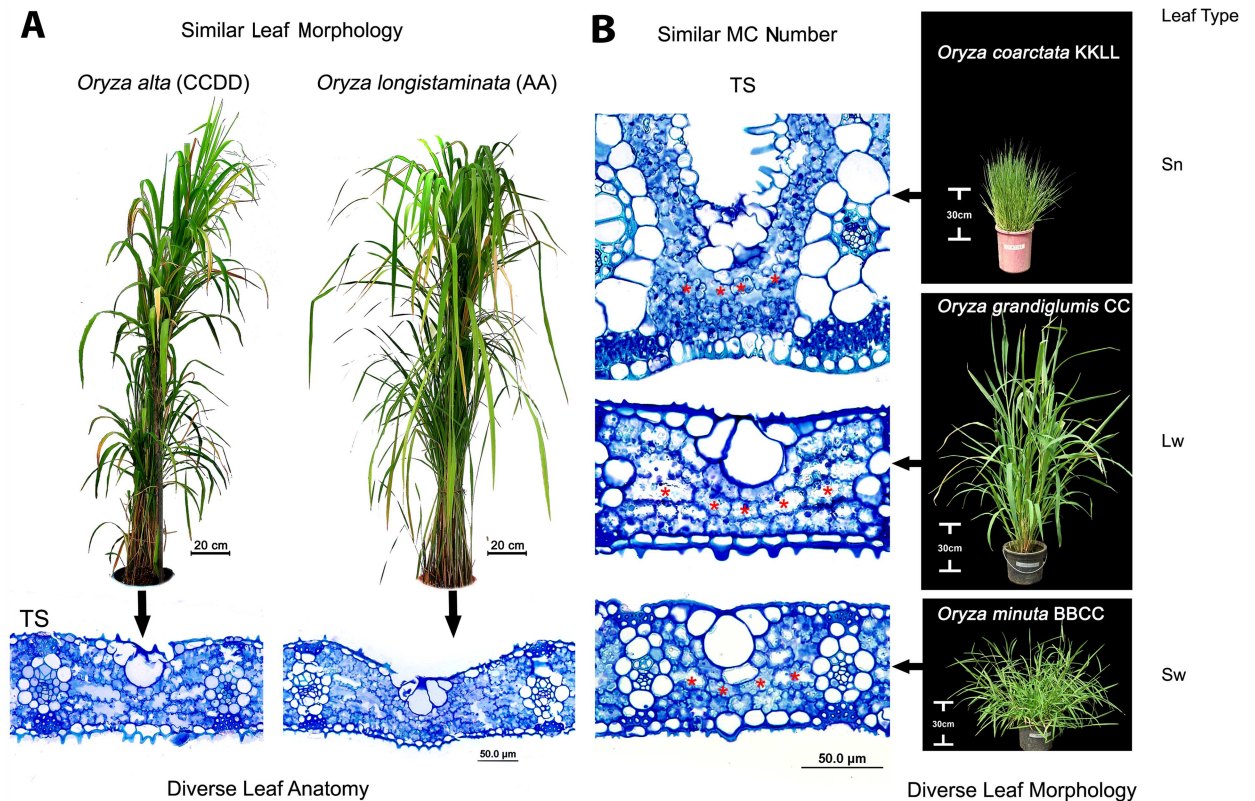 A
Similar Leaf Morphology
Oryza alta (CCDD)
Oryza longistaminata (AA)
20 cm
20 cm
TS
50.0 µm
Diverse Leaf Anatomy
B
Similar MC Number
TS
Leaf Type
Oryza coarctata KKLL
30cm
Sn
* * * *
Oryza grandiglumis CC
30cm
Lw
* * * * *
Oryza minuta BBCC
30cm
Sw
* * * *
50.0 µm
Diverse Leaf Morphology